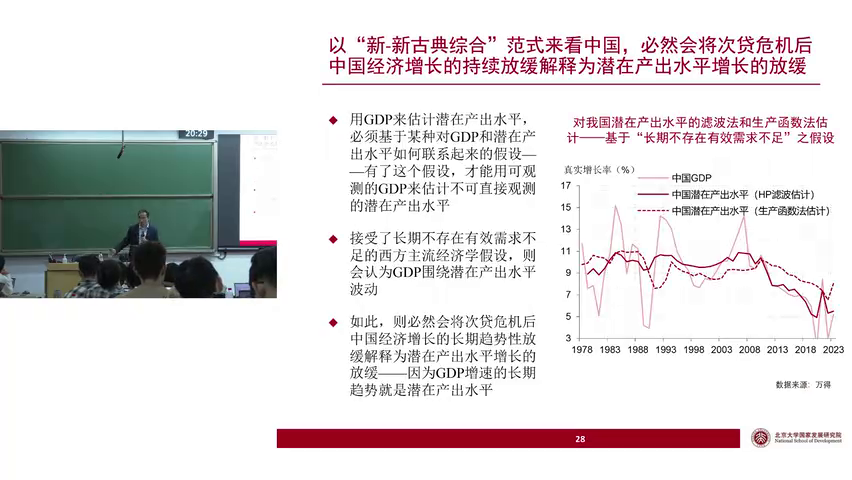 以“新-新古典综合”范式来看中国，必然会将次贷危机后
中国经济增长的持续放缓解释为潜在产出水平增长的放缓
20:29
用GDP来估计潜在产出水平，
必须基于某种对GDP和潜在产
出水平如何联系起来的假设—
—有了这个假设，才能用可观
测的GDP来估计不可直接观测
的潜在产出水平
接受了长期不存在有效需求不
足的西方主流经济学假设，则
会认为GDP围绕潜在产出水平
波动
如此，则必然会将次贷危机后
中国经济增长的长期趋势性放
缓解释为潜在产出水平增长的
放缓——因为GDP增速的长期
趋势就是潜在产出水平
对我国潜在产出水平的滤波法和生产函数法估
计——基于“长期不存在有效需求不足”之假设
真实增长率（%）
中国GDP
中国潜在产出水平（HP滤波估计）
中国潜在产出水平（生产函数法估计）
17
15
13
11
9
7
5
3
1978 1983 1988 1993 1998 2003 2008 2013 2018 2023
数据来源：万得
28
北京大学国家发展研究院
National School of Development